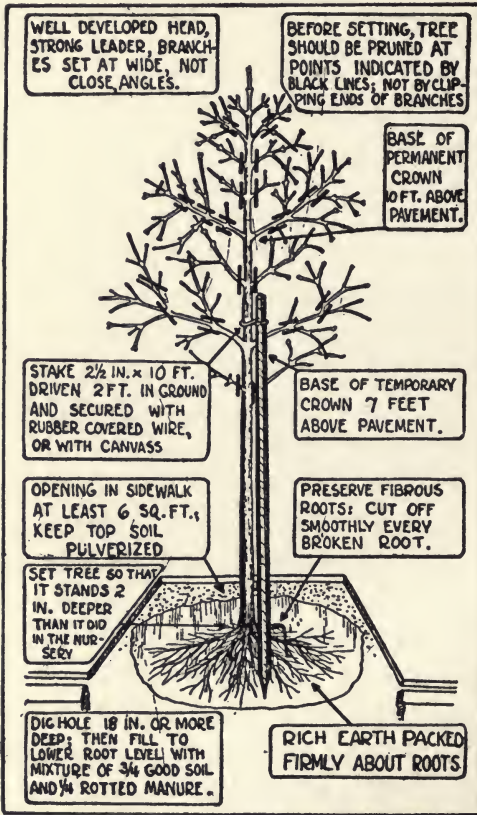 WELL DEVELOPED HEAD,
STRONG LEADER, BRANCH-
ES SET AT WIDE, NOT
CLOSE ANGLES.
BEFORE SETTING, TREE
SHOULD BE PRUNED AT
POINTS INDICATED BY
BLACK LINES; NOT BY CLIP-
PING ENDS OF BRANCHES
BASE OF
PERMANENT
CROWN
10 FT. ABOVE
PAVEMENT.
STAKE 2½ IN. x 10 FT.
DRIVEN 2 FT. IN GROUND
AND SECURED WITH
RUBBER COVERED WIRE,
OR WITH CANVASS
BASE OF TEMPORARY
CROWN 7 FEET
ABOVE PAVEMENT.
OPENING IN SIDEWALK
AT LEAST 6 SQ. FT.;
KEEP TOP SOIL
PULVERIZED
PRESERVE FIBROUS
ROOTS: CUT OFF
SMOOTHLY EVERY
BROKEN ROOT.
SET TREE SO THAT
IT STANDS 2
IN. DEEPER
THAN IT DID
IN THE NUR-
SERY
DIG HOLE 18 IN. OR MORE
DEEP; THEN FILL TO
LOWER ROOT LEVEL WITH
MIXTURE OF ¾ GOOD SOIL
AND ¼ ROTTED MANURE.
RICH EARTH PACKED
FIRMLY ABOUT ROOTS